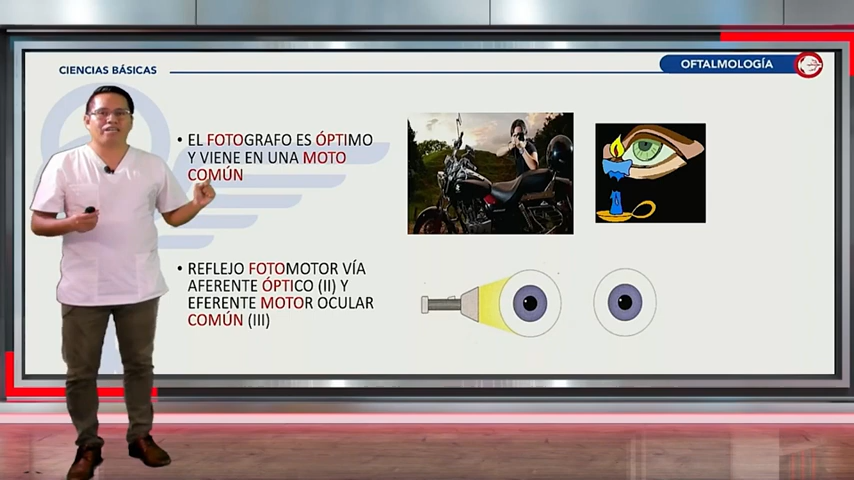 CIENCIAS BÁSICAS
OFTALMOLOGÍA
• EL FOTOGRAFO ES ÓPTIMO
Y VIENE EN UNA MOTO
COMÚN
• REFLEJO FOTOMOTOR VÍA
AFERENTE ÓPTICO (II) Y
EFERENTE MOTOR OCULAR
COMÚN (III)